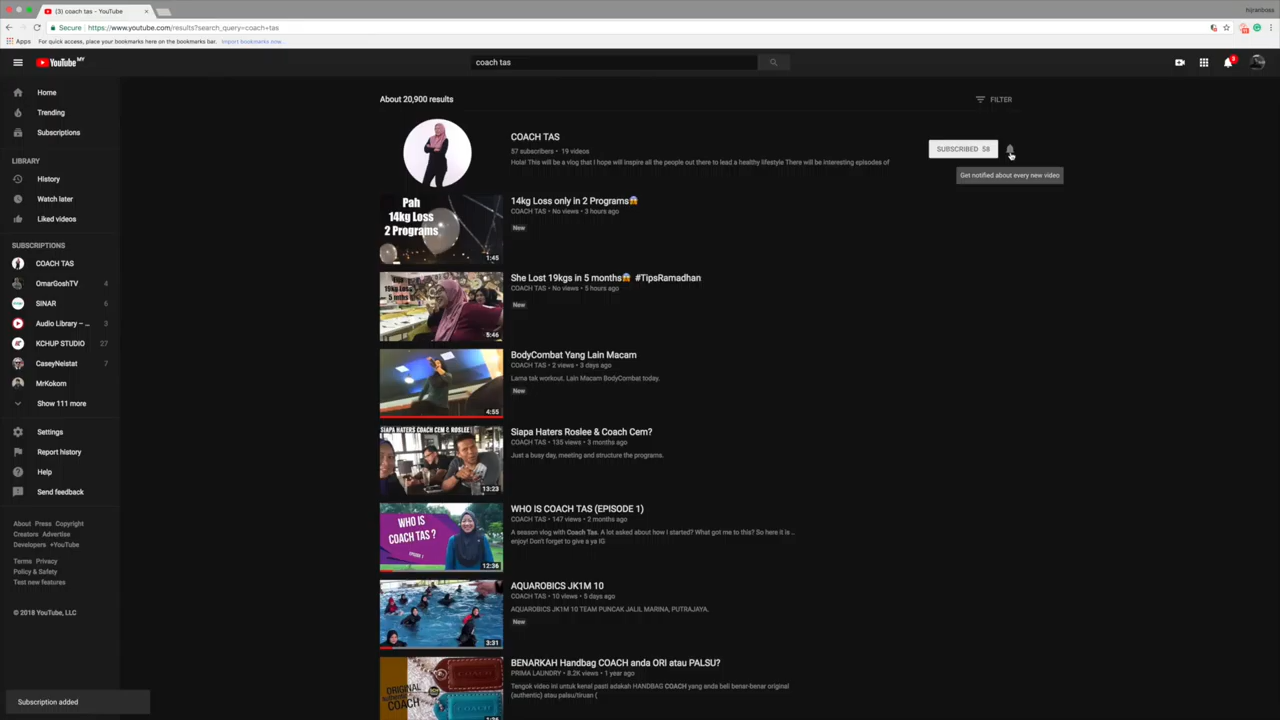 (3) coach tas - YouTube
fiqranboss.
Secure
https://www.youtube.com/results?search_query=coach+tas
Apps
For quick access, place your bookmarks here on the bookmarks bar.
Import bookmarks now...
YouTube MY
coach tas
3
Home
Trending
Subscriptions
LIBRARY
History
Watch later
Liked videos
SUBSCRIPTIONS
COACH TAS
OmarGoshTV 4
SINAR 6
Audio Library – ... 3
KCHUP STUDIO 27
CaseyNeistat 7
MrKokorn
Show 111 more
Settings
Report history
Help
Send feedback
About Press Copyright
Creators Advertise
Developers +YouTube
Terms Privacy
Policy & Safety
Test new features
© 2018 YouTube, LLC
Subscription added
About 20,900 results
FILTER
COACH TAS
57 subscribers • 19 videos
Hola! This will be a vlog that I hope will inspire all the people out there to lead a healthy lifestyle There will be interesting episodes of
SUBSCRIBED 58
Get notified about every new video
Pah
14kg Loss
2 Programs
1:45
14kg Loss only in 2 Programs😱
COACH TAS • No views • 3 hours ago
New
19kg Loss
5 mths
5:46
She Lost 19kgs in 5 months😱 #TipsRamadhan
COACH TAS • No views • 5 hours ago
New
4:55
BodyCombat Yang Lain Macam
COACH TAS • 2 views • 3 days ago
Lama tak workout, Lain Macam BodyCombat today.
New
SIAPA HATERS COACH CEM & ROSLEE
13:23
Siapa Haters Roslee & Coach Cem?
COACH TAS • 135 views • 3 months ago
Just a busy day, meeting and structure the programs.
WHO IS
COACH TAS ?
12:36
WHO IS COACH TAS (EPISODE 1)
COACH TAS • 147 views • 2 months ago
A season vlog with Coach Tas. A lot asked about how I started? What got me to this? So here it is ..
enjoy! Don't forget to give a ya IG
3:31
AQUAROBICS JK1M 10
COACH TAS • 10 views • 5 days ago
AQUAROBICS JK1M 10 TEAM PUNCAK JALIL MARINA, PUTRAJAYA.
New
ORIGINAL
COACH
BENARKAH Handbag COACH anda ORI atau PALSU?
PRIMA LAUNDRY • 8.2K views • 1 year ago
Tengok video ini untuk kenal pasti adakah HANDBAG COACH yang anda beli benar-benar original
(authentic) atau palsu/tiruan (